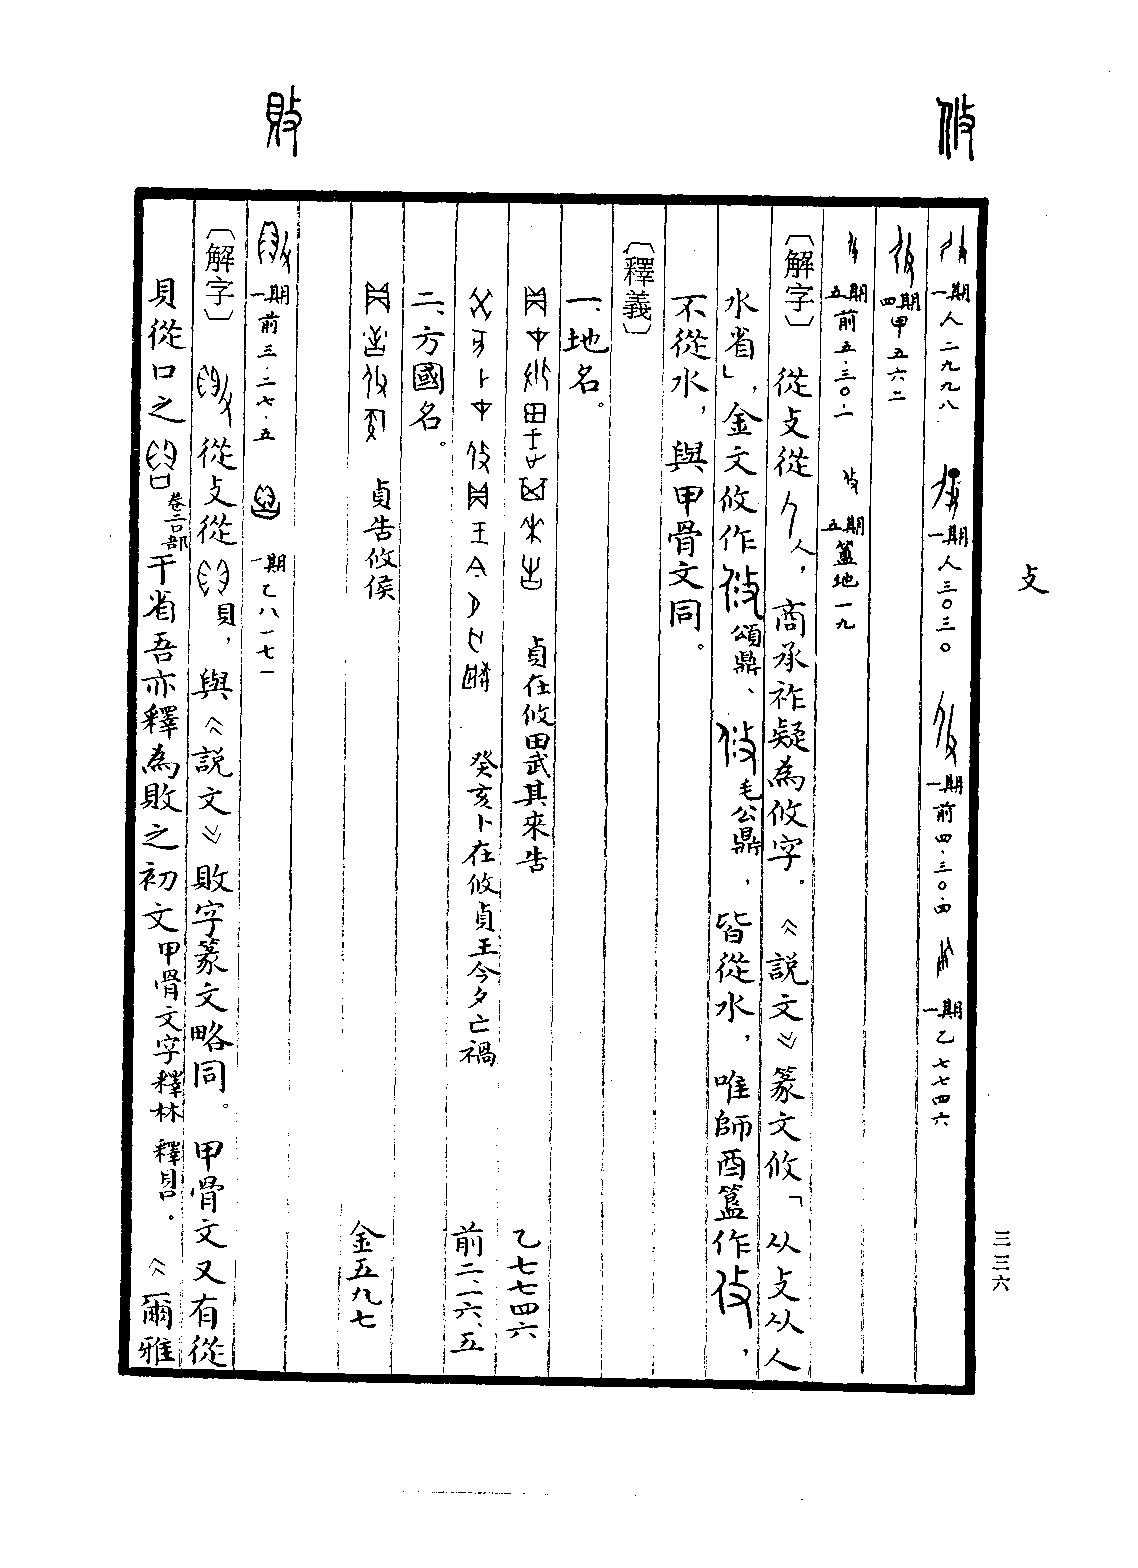 攸
一期人二九九八　一期人三〇三〇　一期前四·三〇·四　一期乙七七四六
四期甲五六二
五期前五·三〇·一　五期簠地一九
〔解字〕從攴從人，商承祚疑為攸字。《說文》篆文攸「从攴从人
水省」，金文攸作頌鼎、毛公鼎，皆從水，唯師酉簋作，
不從水，與甲骨文同。
〔釋義〕
一、地名。
貞在攸田武其來告　乙七七四六
癸亥卜在攸貞王今夕亡禍　前二·一六·五
二、方國名。
貞告攸侯　金五九七
敗
一期前三·二七·五　一期乙八一七一
〔解字〕從攴從貝，與《說文》敗字篆文略同。甲骨文又有從
貝從口之卷二口部于省吾亦釋為敗之初文甲骨文字釋林　釋。《爾雅
攴
三三六